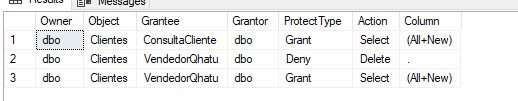 Results Messages
Owner Object Grantee Grantor ProtectType Action Column
1 dbo Clientes ConsultaCliente dbo Grant Select (All+New)
2 dbo Clientes VendedorQhatu dbo Deny Delete .
3 dbo Clientes VendedorQhatu dbo Grant Select (All+New)